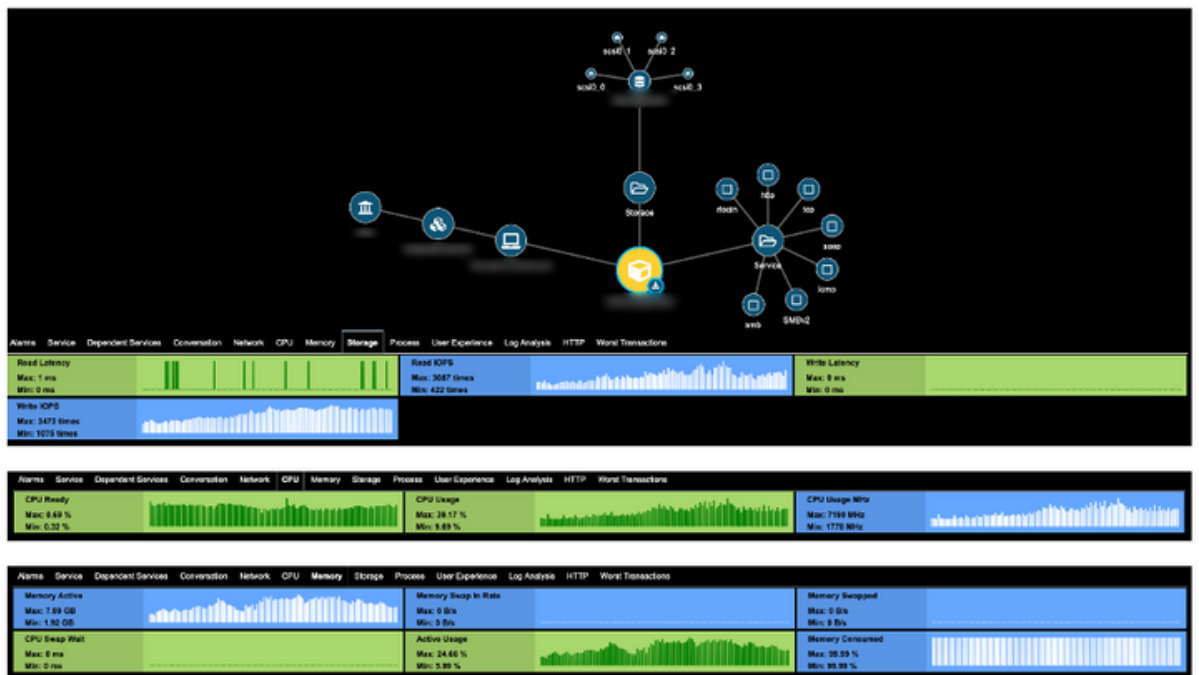 scsi0_1
scsi0_2
scsi0_0
scsi0_3
Storage
rlogin
http
tcp
soap
icmp
SMBv2
smb
Service
Alarms Service Dependent Services Conversation Network CPU Memory Storage Process User Experience Log Analysis HTTP Worst Transactions
Read Latency
Max: 1 ms
Min: 0 ms
Read IOPS
Max: 3087 times
Min: 422 times
Write Latency
Max: 0 ms
Min: 0 ms
Write IOPS
Max: 3473 times
Min: 1075 times
Alarms Service Dependent Services Conversation Network CPU Memory Storage Process User Experience Log Analysis HTTP Worst Transactions
CPU Ready
Max: 0.69 %
Min: 0.32 %
CPU Usage
Max: 39.17 %
Min: 9.69 %
CPU Usage MHz
Max: 7190 MHz
Min: 1778 MHz
Alarms Service Dependent Services Conversation Network CPU Memory Storage Process User Experience Log Analysis HTTP Worst Transactions
Memory Active
Max: 7.89 GB
Min: 1.92 GB
Memory Swap In Rate
Max: 0 B/s
Min: 0 B/s
Memory Swapped
Max: 0 B/s
Min: 0 B/s
CPU Swap Wait
Max: 0 ms
Min: 0 ms
Active Usage
Max: 24.66 %
Min: 5.99 %
Memory Consumed
Max: 99.99 %
Min: 99.99 %